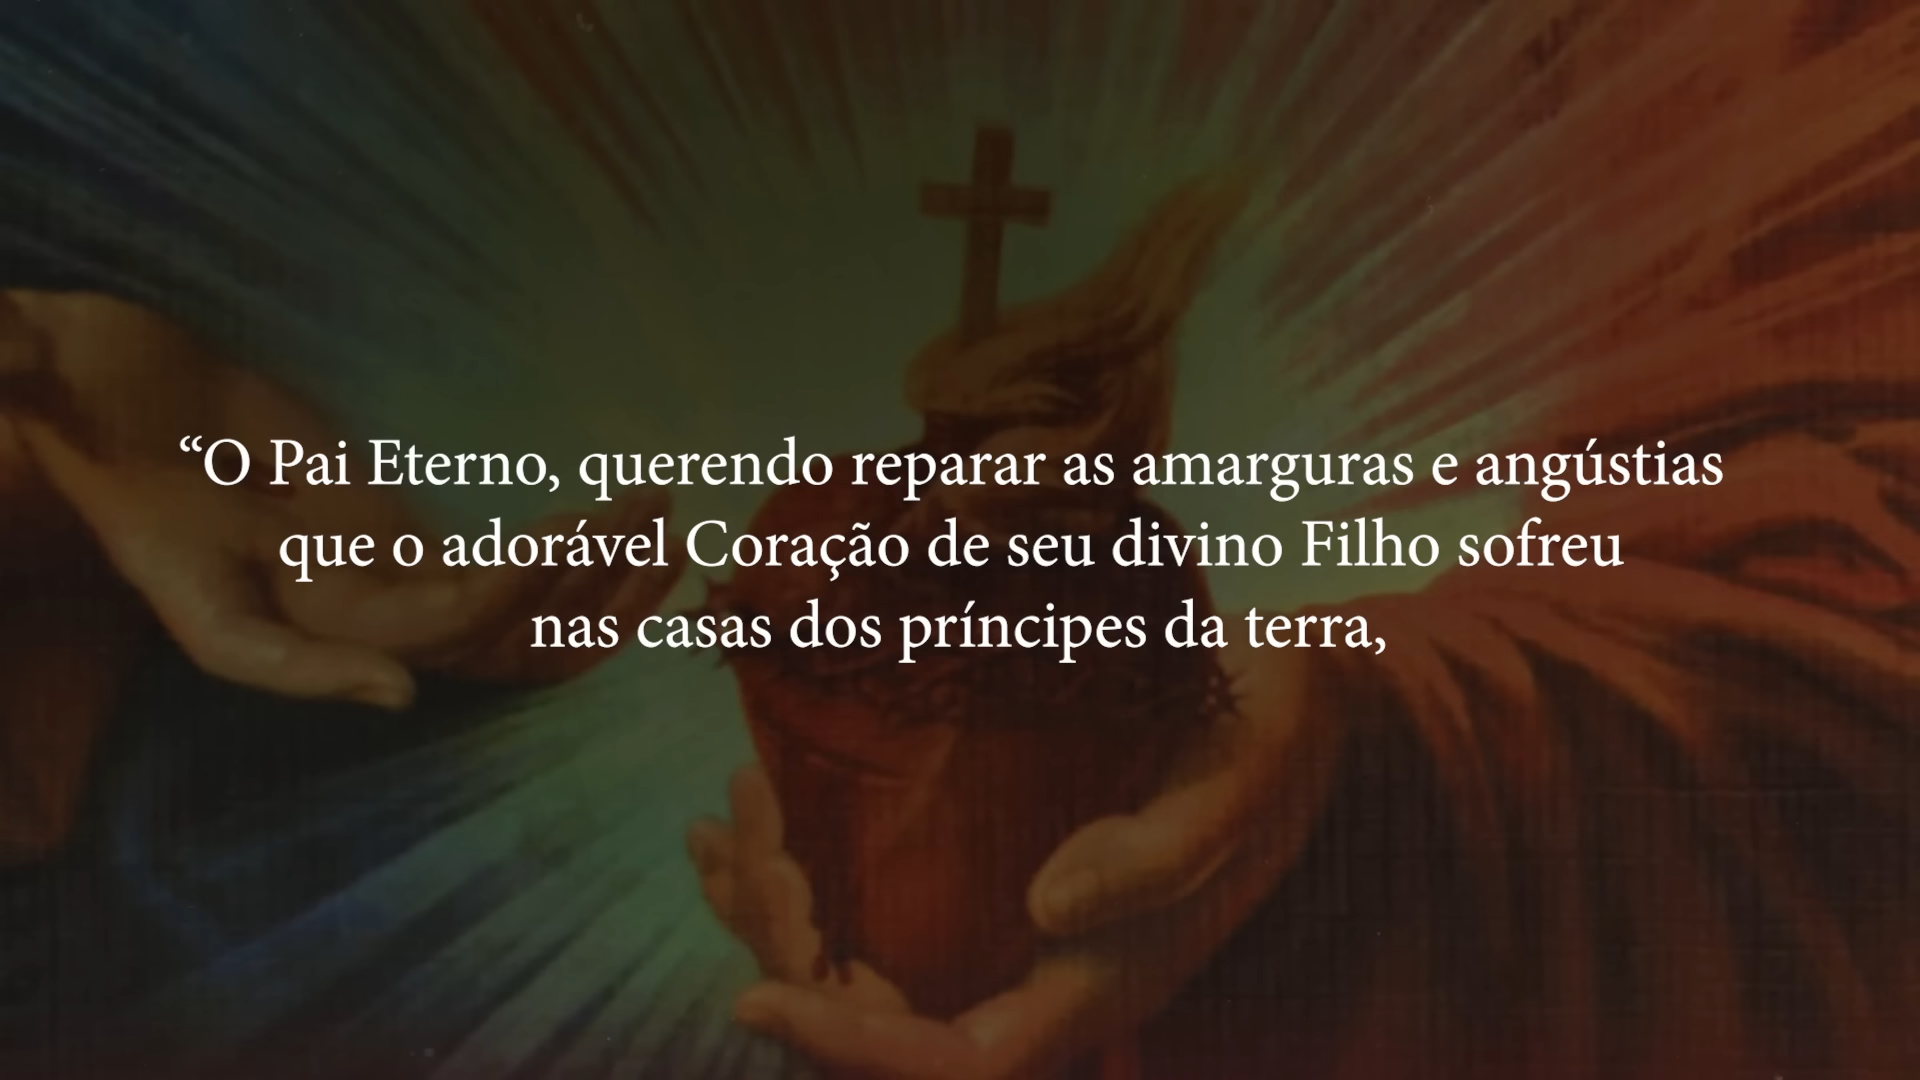 “O Pai Eterno, querendo reparar as amarguras e angústias
que o adorável Coração de seu divino Filho sofreu
nas casas dos príncipes da terra,